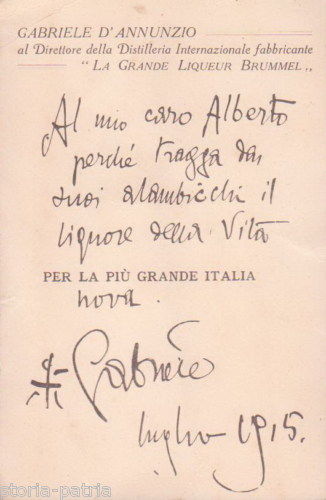 GABRIELE D'ANNUNZIO
al Direttore della Distilleria Internazionale fabbricante
"LA GRANDE LIQUEUR BRUMMEL.,,
Al mio caro Alberto
perché tragga dai
suoi alambicchi il
liquore della Vita
PER LA PIÙ GRANDE ITALIA
nova.
Gabriele
luglio 1915.
storia-patria